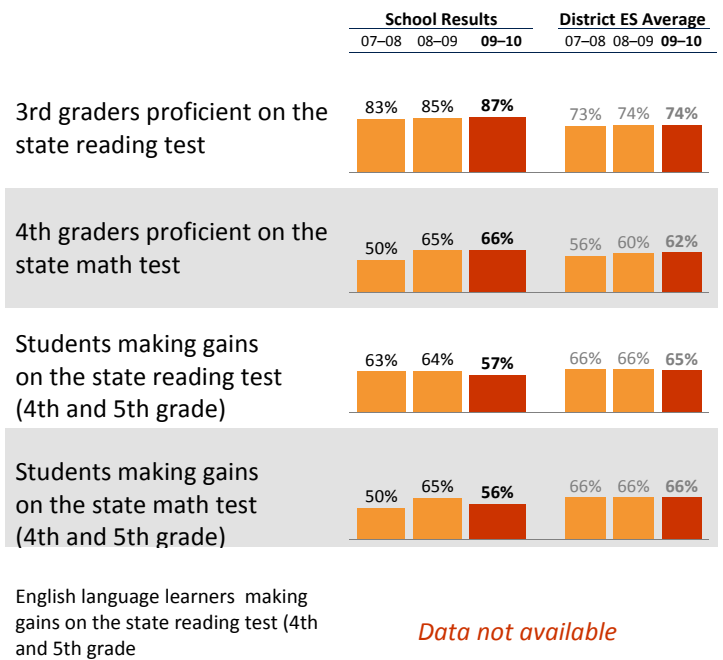 School Results District ES Average
07–08 08–09 09–10 07–08 08–09 09–10
83% 85% 87% 73% 74% 74%
3rd graders proficient on the
state reading test
4th graders proficient on the
state math test
50% 65% 66% 56% 60% 62%
Students making gains
on the state reading test
(4th and 5th grade)
63% 64% 57% 66% 66% 65%
Students making gains
on the state math test
(4th and 5th grade)
50% 65% 56% 66% 66% 66%
English language learners making
gains on the state reading test (4th
and 5th grade
Data not available